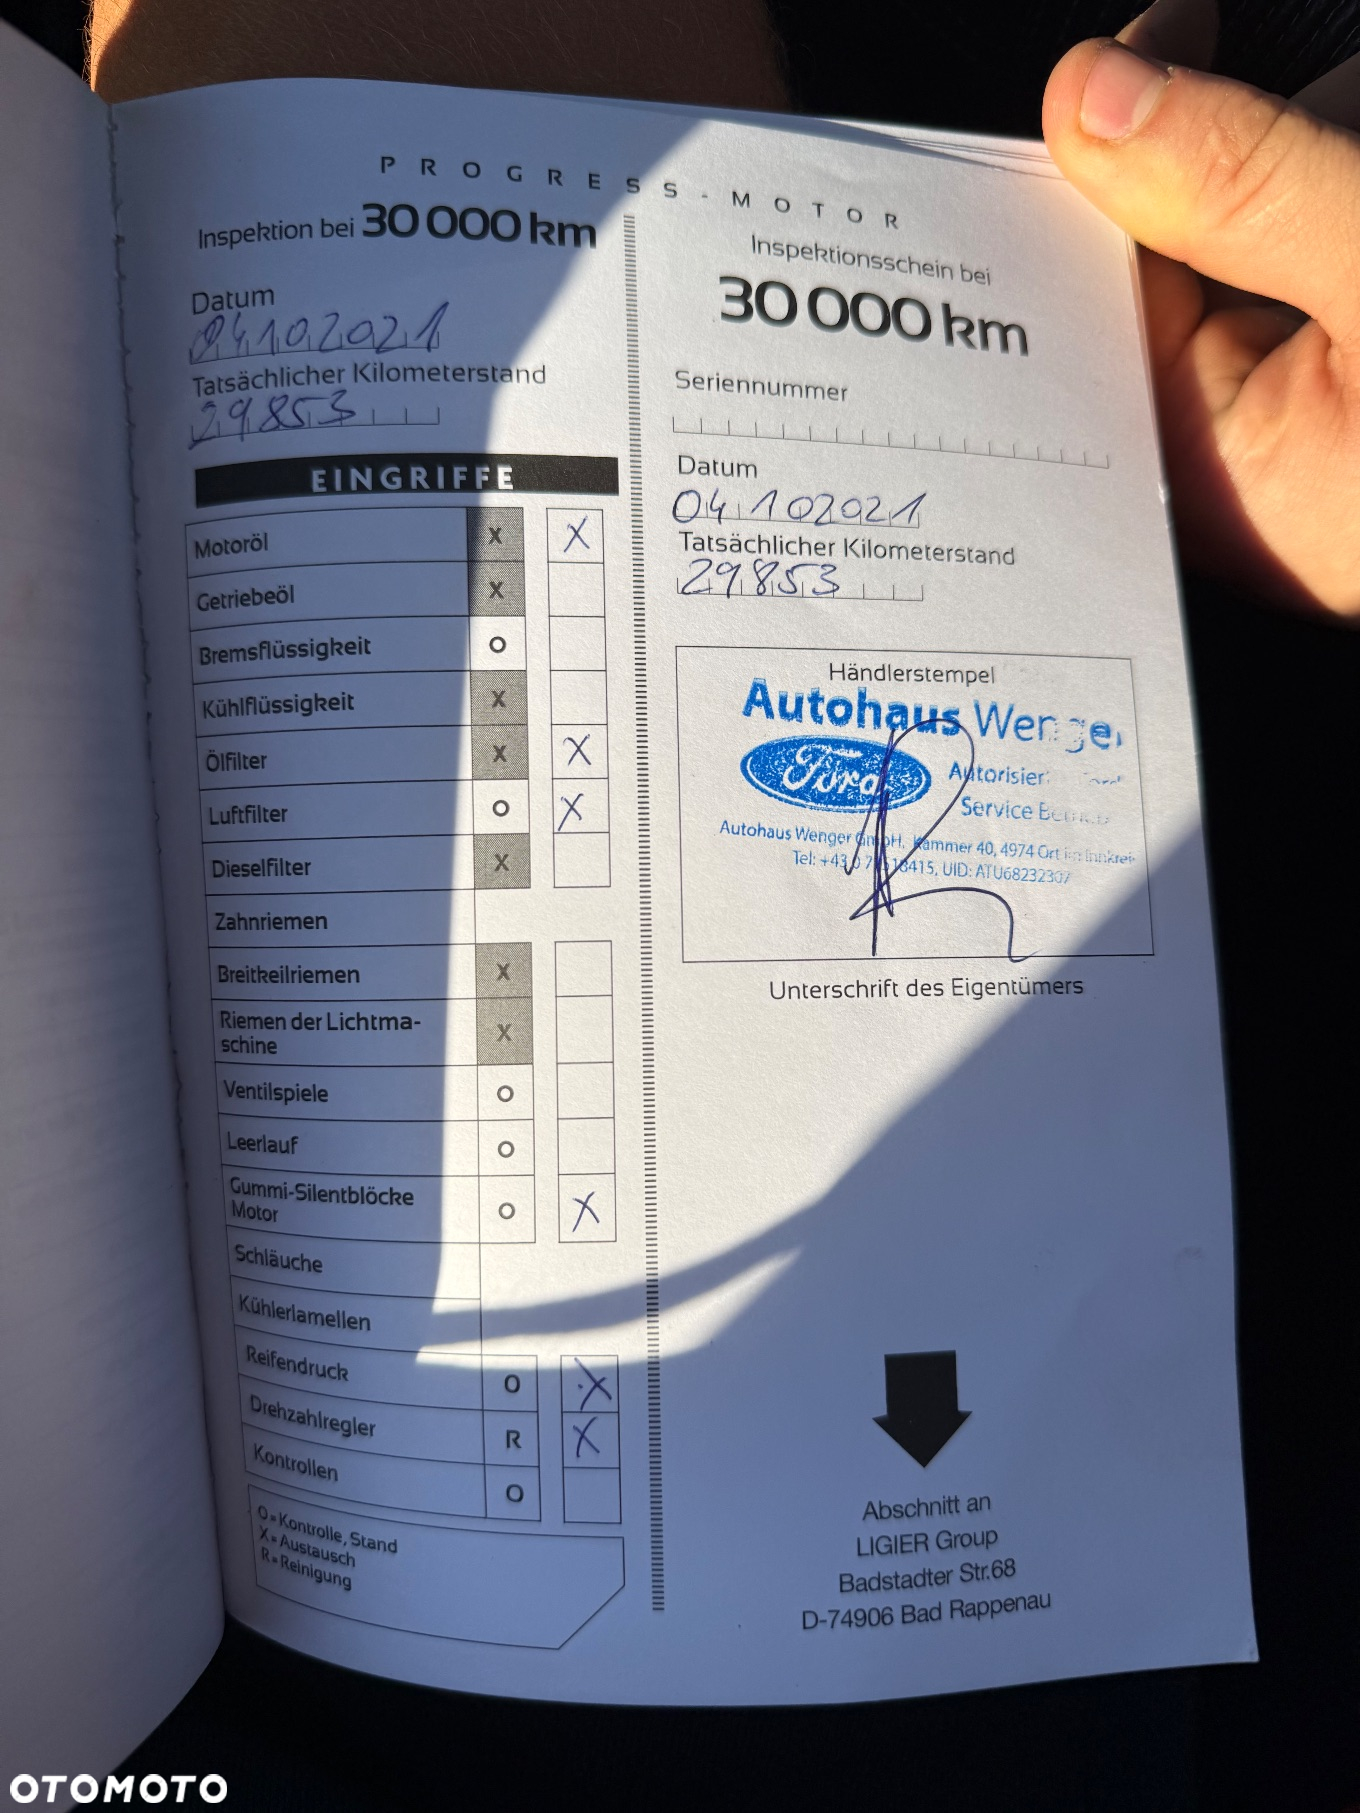 PROGRESS-MOTOR
Inspektion bei 30 000 km
Datum
04102021
Tatsächlicher Kilometerstand
29853
EINGRIFFE
Motoröl X X
Getriebeöl X
Bremsflüssigkeit O
Kühlflüssigkeit X
Ölfilter X X
Luftfilter O X
Dieselfilter X
Zahnriemen
Breitkeilriemen X
Riemen der Lichtma-
schine X
Ventilspiele O
Leerlauf O
Gummi-Silentblöcke
Motor O X
Schläuche
Kühlerlamellen
Reifendruck O X
Drehzahlregler R X
Kontrollen O
O = Kontrolle, Stand
X = Austausch
R = Reinigung
Inspektionsschein bei
30 000 km
Seriennummer
Datum
04102021
Tatsächlicher Kilometerstand
29853
Händlerstempel
Autohaus Wenger
Ford
Service
Autohaus Wenger GmbH, Kammer 40, 4974 Ort im Innkrei
Tel: UID: ATU68232307
Unterschrift des Eigentümers
Abschnitt an
LIGIER Group
Badstadter Str.68
D-74906 Bad Rappenau
OTOMOTO